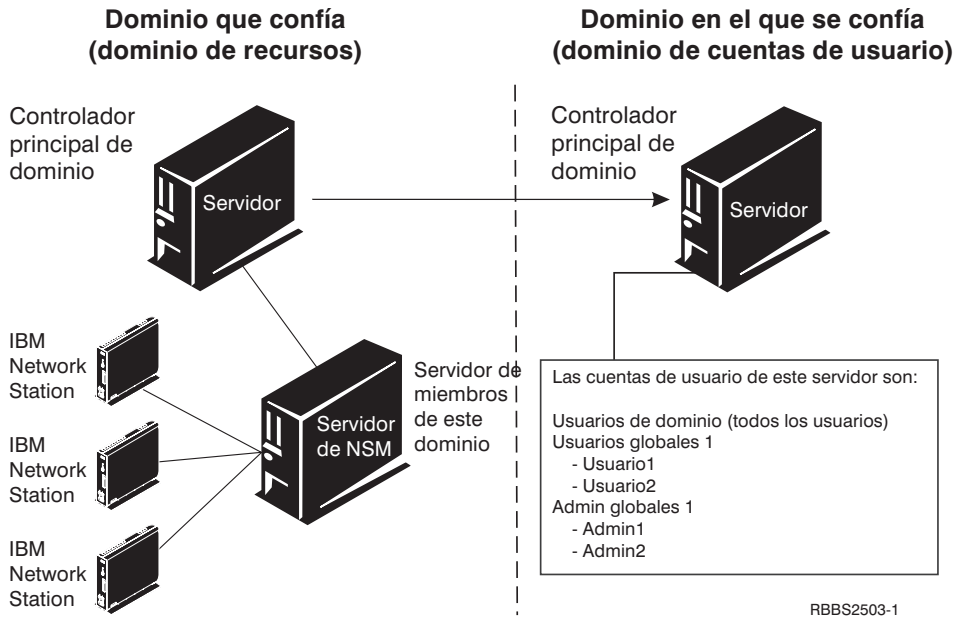 Dominio que confía
(dominio de recursos)
Dominio en el que se confía
(dominio de cuentas de usuario)
Controlador
principal de
dominio
Servidor
Controlador
principal de
dominio
Servidor
IBM
Network
Station
IBM
Network
Station
IBM
Network
Station
Servidor
de NSM
Servidor de
miembros
de este
dominio
Las cuentas de usuario de este servidor son:
Usuarios de dominio (todos los usuarios)
Usuarios globales 1
- Usuario1
- Usuario2
Admin globales 1
- Admin1
- Admin2
RBBS2503-1